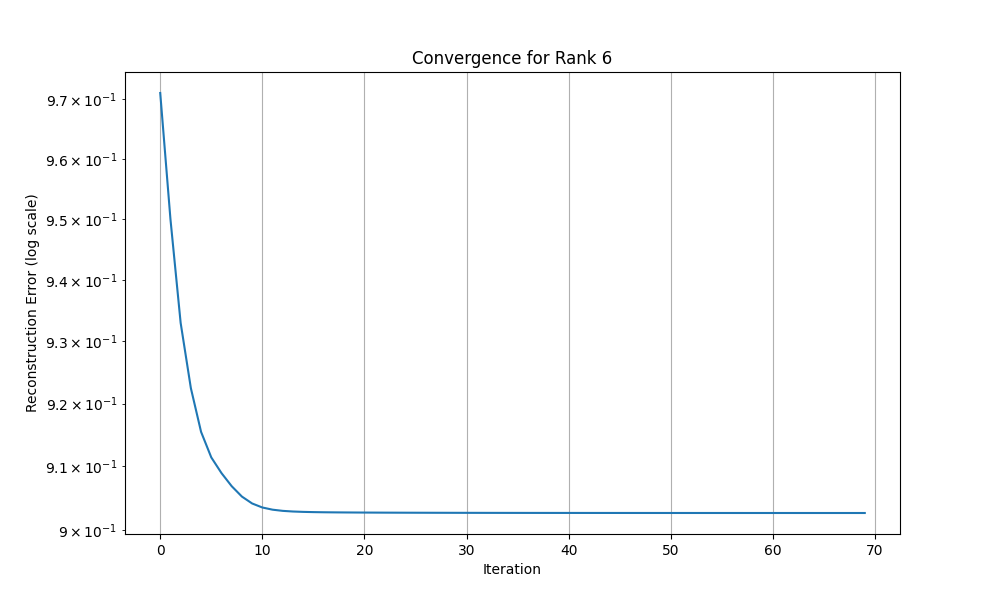 Convergence for Rank 6
Reconstruction Error (log scale)
9.7 × 10⁻¹
9.6 × 10⁻¹
9.5 × 10⁻¹
9.4 × 10⁻¹
9.3 × 10⁻¹
9.2 × 10⁻¹
9.1 × 10⁻¹
9 × 10⁻¹
0 10 20 30 40 50 60 70
Iteration